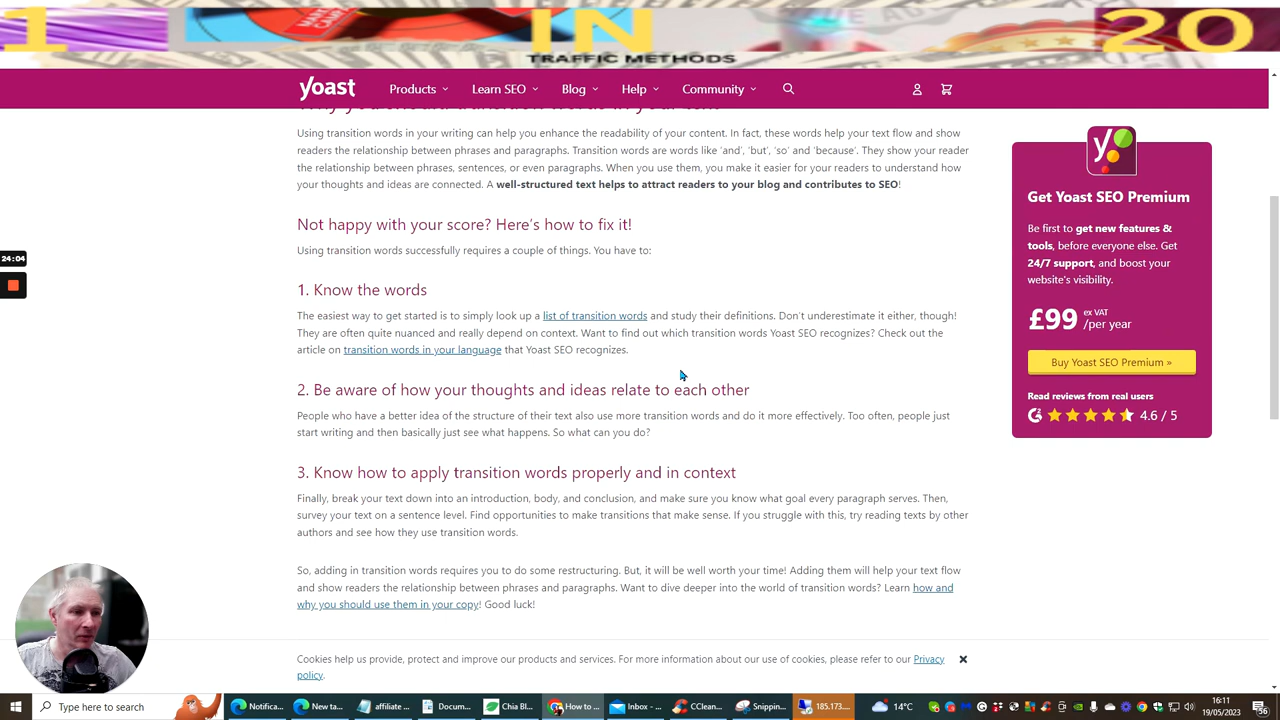 1 IN 20
TRAFFIC METHODS
yoast Products Learn SEO Blog Help Community
Using transition words in your writing can help you enhance the readability of your content. In fact, these words help your text flow and show
readers the relationship between phrases and paragraphs. Transition words are words like 'and', 'but', 'so' and 'because'. They show your reader
the relationship between phrases, sentences, or even paragraphs. When you use them, you make it easier for your readers to understand how
your thoughts and ideas are connected. A well-structured text helps to attract readers to your blog and contributes to SEO!
Not happy with your score? Here's how to fix it!
Using transition words successfully requires a couple of things. You have to:
1. Know the words
The easiest way to get started is to simply look up a list of transition words and study their definitions. Don't underestimate it either, though!
They are often quite nuanced and really depend on context. Want to find out which transition words Yoast SEO recognizes? Check out the
article on transition words in your language that Yoast SEO recognizes.
2. Be aware of how your thoughts and ideas relate to each other
People who have a better idea of the structure of their text also use more transition words and do it more effectively. Too often, people just
start writing and then basically just see what happens. So what can you do?
3. Know how to apply transition words properly and in context
Finally, break your text down into an introduction, body, and conclusion, and make sure you know what goal every paragraph serves. Then,
survey your text on a sentence level. Find opportunities to make transitions that make sense. If you struggle with this, try reading texts by other
authors and see how they use transition words.
So, adding in transition words requires you to do some restructuring. But, it will be well worth your time! Adding them will help your text flow
and show readers the relationship between phrases and paragraphs. Want to dive deeper into the world of transition words? Learn how and
why you should use them in your copy! Good luck!
Get Yoast SEO Premium
Be first to get new features &
tools, before everyone else. Get
24/7 support, and boost your
website's visibility.
£99 ex VAT
/per year
Buy Yoast SEO Premium »
Read reviews from real users
4.6 / 5
24:04
Cookies help us provide, protect and improve our products and services. For more information about our use of cookies, please refer to our Privacy
policy.
Type here to search
Notifica...
New ta...
affiliate ...
Docum...
Chia Bl...
How to ...
Inbox - ...
CClean...
Snippin...
185.173....
14°C
16:11
19/05/2023
56